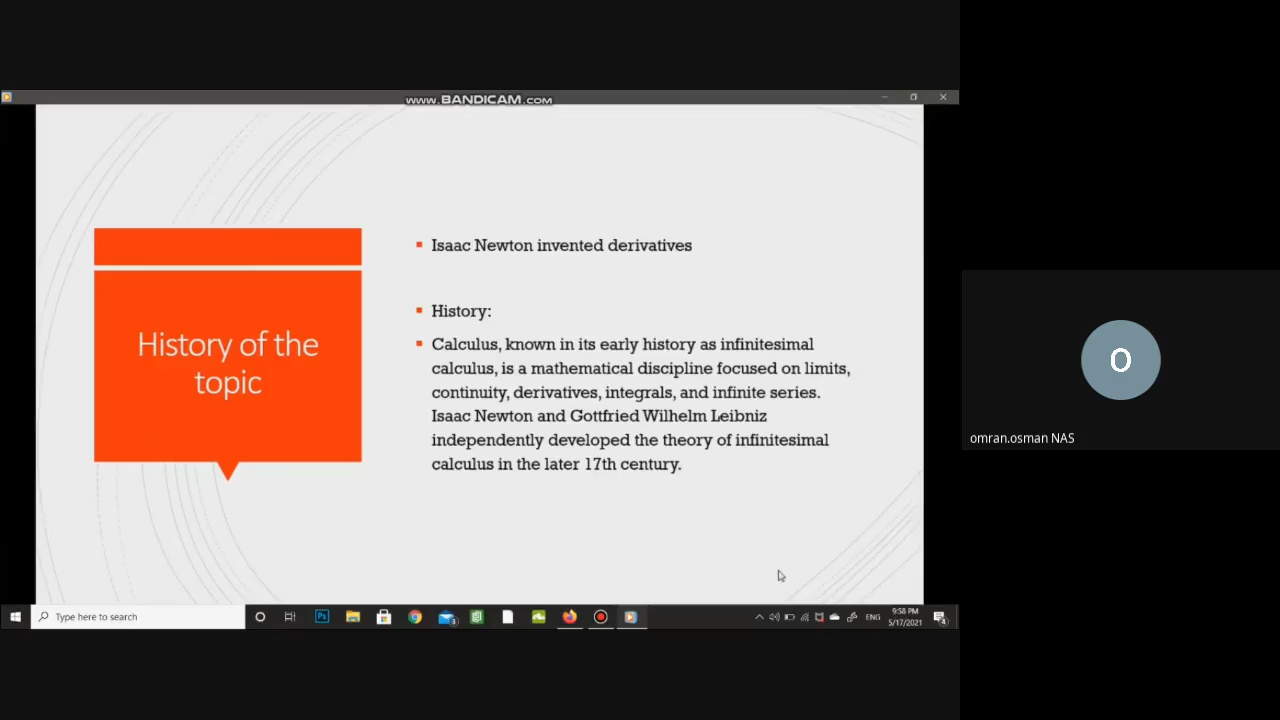 www.BANDICAM.com
History of the
topic
Isaac Newton invented derivatives
History:
Calculus, known in its early history as infinitesimal
calculus, is a mathematical discipline focused on limits,
continuity, derivatives, integrals, and infinite series.
Isaac Newton and Gottfried Wilhelm Leibniz
independently developed the theory of infinitesimal
calculus in the later 17th century.
O
omran.osman NAS
Type here to search
Ps
3
ENG
9:58 PM
5/17/2021
4